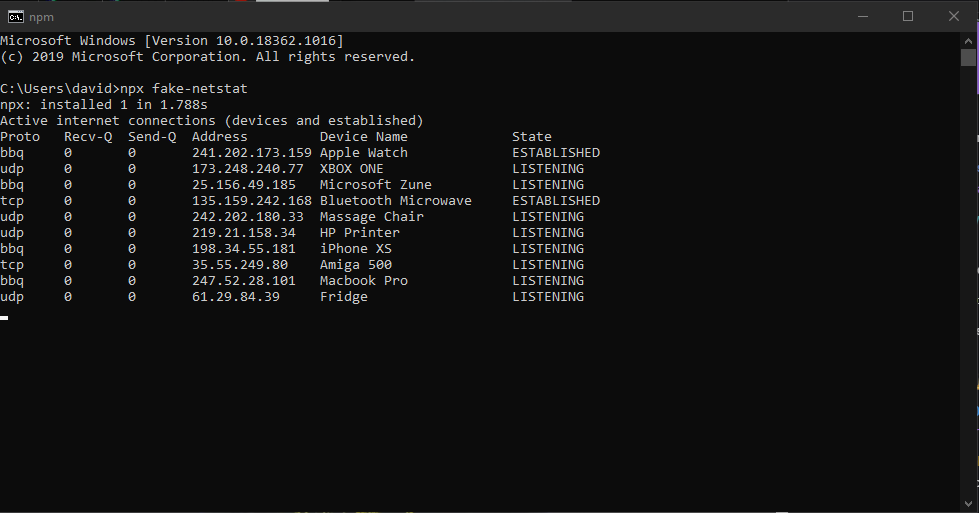 npm
Microsoft Windows [Version 10.0.18362.1016]
(c) 2019 Microsoft Corporation. All rights reserved.
C:\Users\david>npx fake-netstat
npx: installed 1 in 1.788s
Active internet connections (devices and established)
Proto Recv-Q Send-Q Address Device Name State
bbq 0 0 241.202.173.159 Apple Watch ESTABLISHED
udp 0 0 173.248.240.77 XBOX ONE LISTENING
bbq 0 0 25.156.49.185 Microsoft Zune LISTENING
tcp 0 0 135.159.242.168 Bluetooth Microwave ESTABLISHED
udp 0 0 242.202.180.33 Massage Chair LISTENING
udp 0 0 219.21.158.34 HP Printer LISTENING
bbq 0 0 198.34.55.181 iPhone XS LISTENING
tcp 0 0 35.55.249.80 Amiga 500 LISTENING
bbq 0 0 247.52.28.101 Macbook Pro LISTENING
udp 0 0 61.29.84.39 Fridge LISTENING